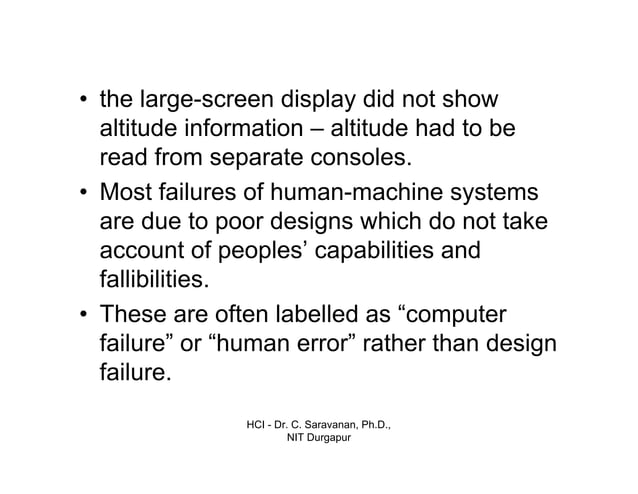 • the large-screen display did not show
altitude information – altitude had to be
read from separate consoles.
• Most failures of human-machine systems
are due to poor designs which do not take
account of peoples’ capabilities and
fallibilities.
• These are often labelled as “computer
failure” or “human error” rather than design
failure.
HCI - Dr. C. Saravanan, Ph.D.,
NIT Durgapur